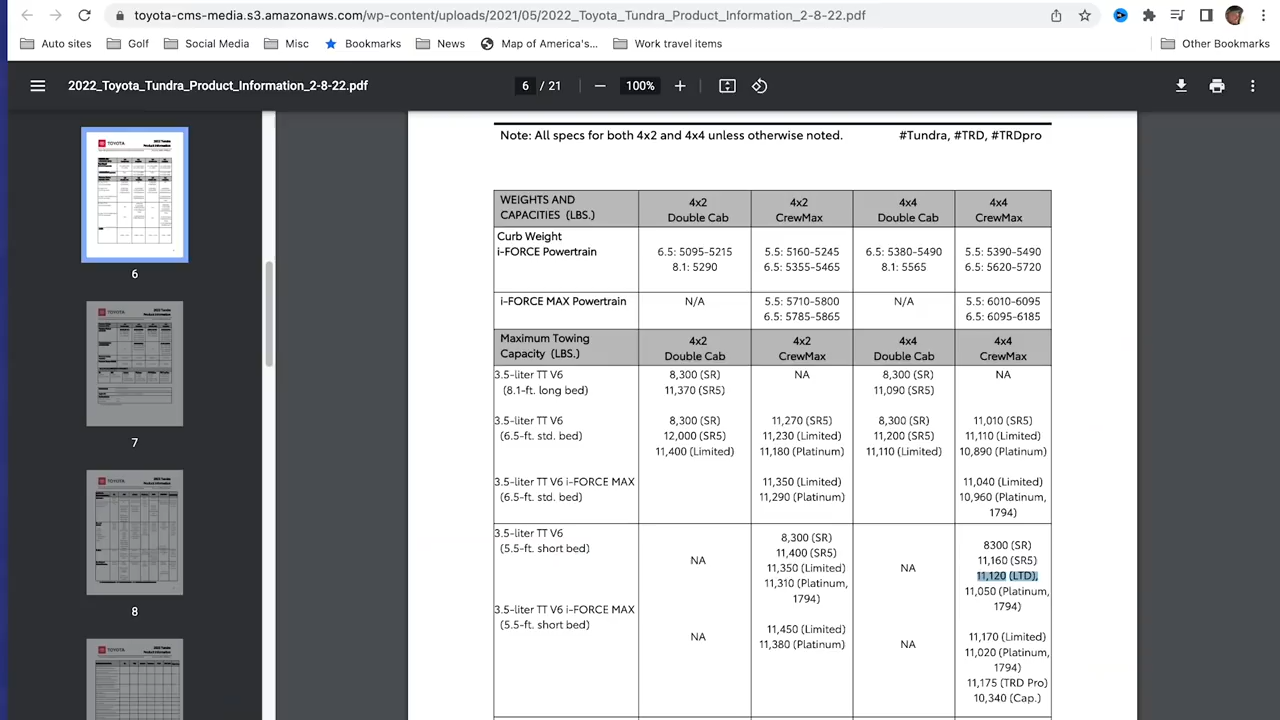 toyota-cms-media.s3.amazonaws.com/wp-content/uploads/2021/05/2022_Toyota_Tundra_Product_Information_2-8-22.pdf
Auto sites Golf Social Media Misc Bookmarks News Map of America's... Work travel items Other Bookmarks
2022_Toyota_Tundra_Product_Information_2-8-22.pdf 6 / 21 100%
TOYOTA
6
TOYOTA
7
TOYOTA
8
TOYOTA
Note: All specs for both 4x2 and 4x4 unless otherwise noted. #Tundra, #TRD, #TRDpro
WEIGHTS AND CAPACITIES (LBS.) 4x2 Double Cab 4x2 CrewMax 4x4 Double Cab 4x4 CrewMax
Curb Weight
i-FORCE Powertrain 6.5: 5095-5215 5.5: 5160-5245 6.5: 5380-5490 5.5: 5390-5490
8.1: 5290 6.5: 5355-5465 8.1: 5565 6.5: 5620-5720
i-FORCE MAX Powertrain N/A 5.5: 5710-5800 N/A 5.5: 6010-6095
6.5: 5785-5865 6.5: 6095-6185
Maximum Towing Capacity (LBS.) 4x2 Double Cab 4x2 CrewMax 4x4 Double Cab 4x4 CrewMax
3.5-liter TT V6 8,300 (SR) NA 8,300 (SR) NA
(8.1-ft. long bed) 11,370 (SR5) 11,090 (SR5)
3.5-liter TT V6 8,300 (SR) 11,270 (SR5) 8,300 (SR) 11,010 (SR5)
(6.5-ft. std. bed) 12,000 (SR5) 11,230 (Limited) 11,200 (SR5) 11,110 (Limited)
11,400 (Limited) 11,180 (Platinum) 11,110 (Limited) 10,890 (Platinum)
3.5-liter TT V6 i-FORCE MAX 11,350 (Limited) 11,040 (Limited)
(6.5-ft. std. bed) 11,290 (Platinum) 10,960 (Platinum,
1794)
3.5-liter TT V6 8,300 (SR) 8300 (SR)
(5.5-ft. short bed) 11,400 (SR5) 11,160 (SR5)
NA 11,350 (Limited) NA 11,120 (LTD),
11,310 (Platinum, 11,050 (Platinum,
1794) 1794)
3.5-liter TT V6 i-FORCE MAX
(5.5-ft. short bed) 11,450 (Limited) 11,170 (Limited)
NA 11,380 (Platinum) NA 11,020 (Platinum,
1794)
11,175 (TRD Pro)
10,340 (Cap.)